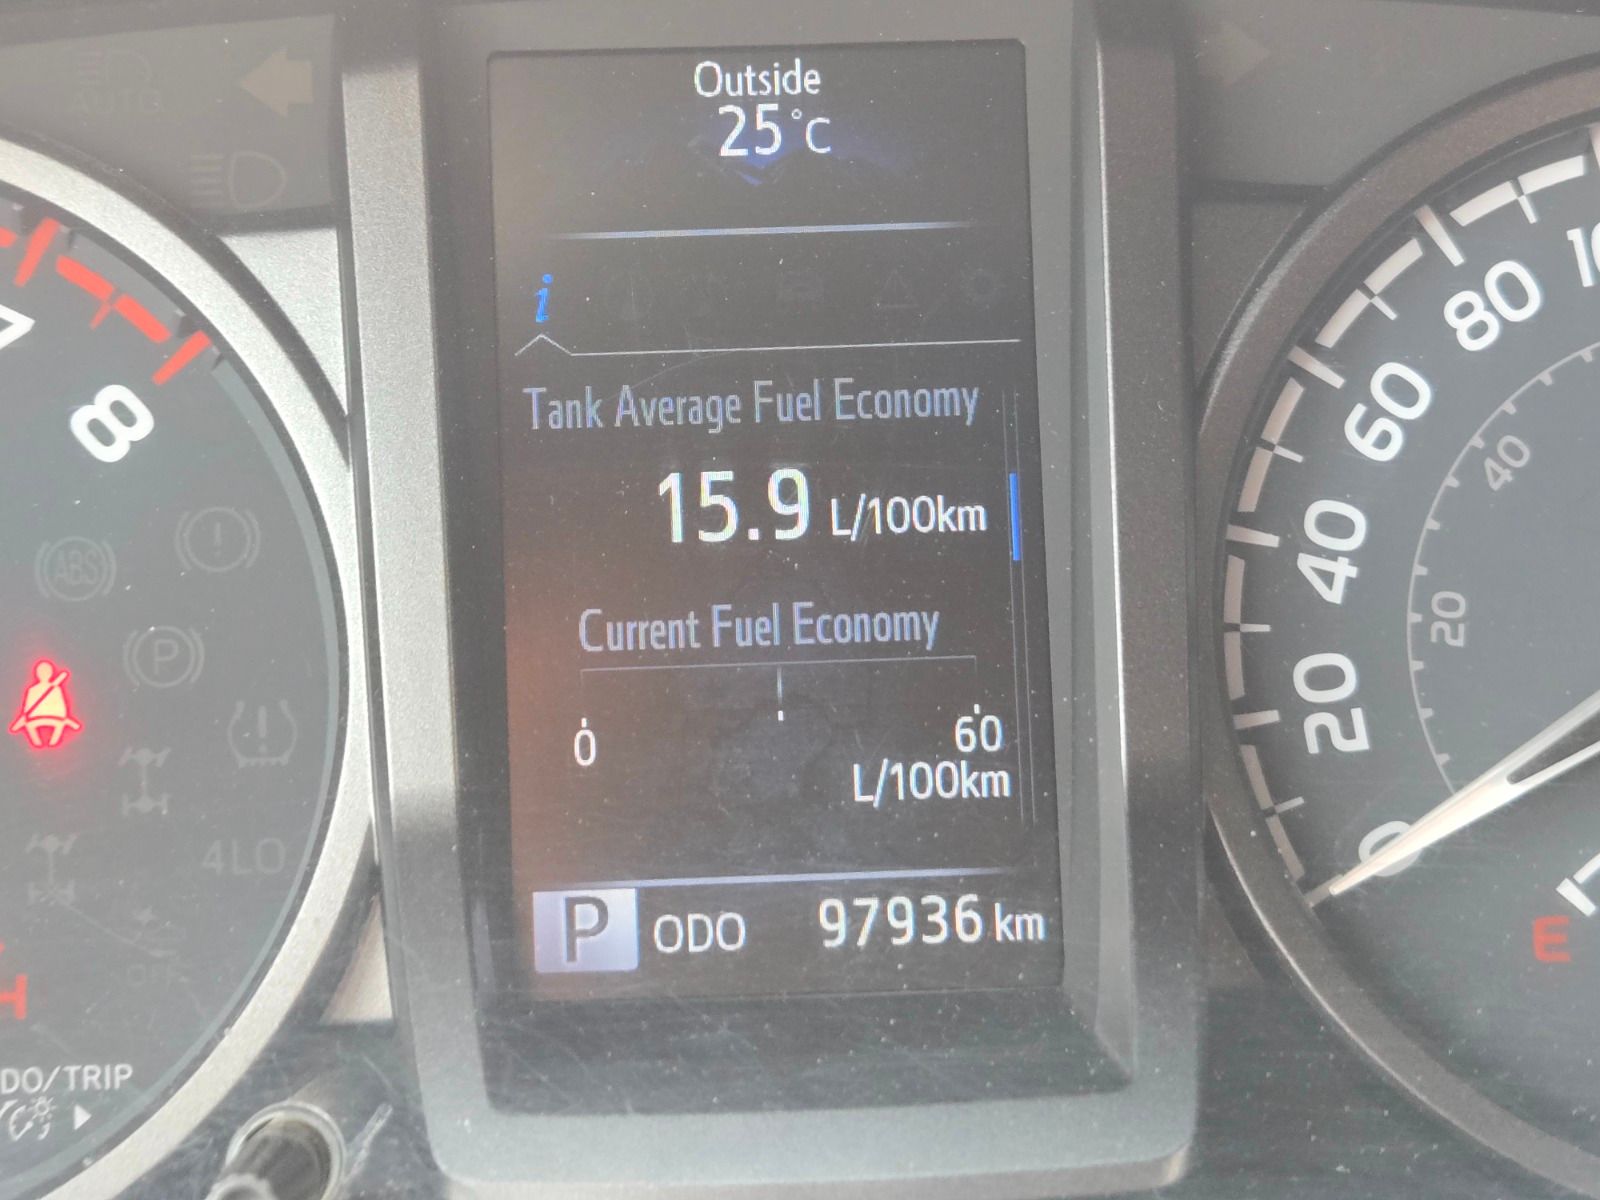 Outside
25°C
i
Tank Average Fuel Economy
15.9 L/100km
Current Fuel Economy
0 60
L/100km
P ODO 97936 km
8
ABS
P
4LO
DO/TRIP
80
60
40
20
0
40
20
E